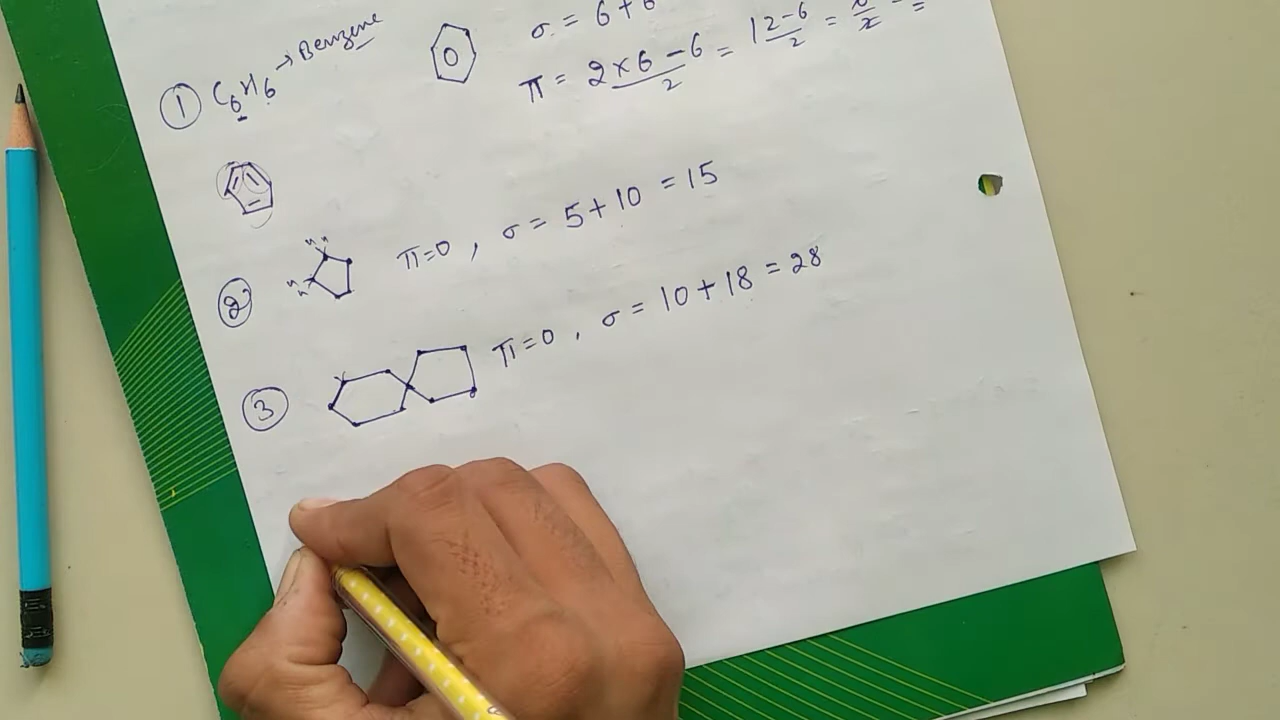 ① C₆H₆ → Benzene σ = 6 + 6
π = 2×6 − 6 / 2 = 12−6 / 2 =
② H H H H π=0 , σ = 5+10 = 15
③ π=0 , σ = 10+18 = 28